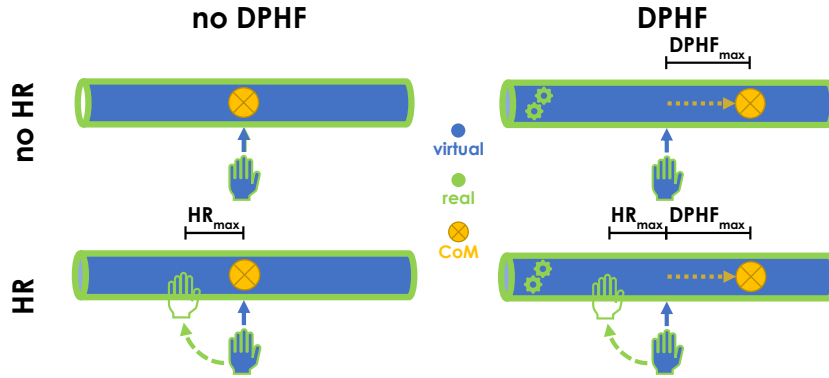 no DPHF
DPHF
DPHFmax
no HR
virtual
real
CoM
HRmax
HRmax
DPHFmax
HR